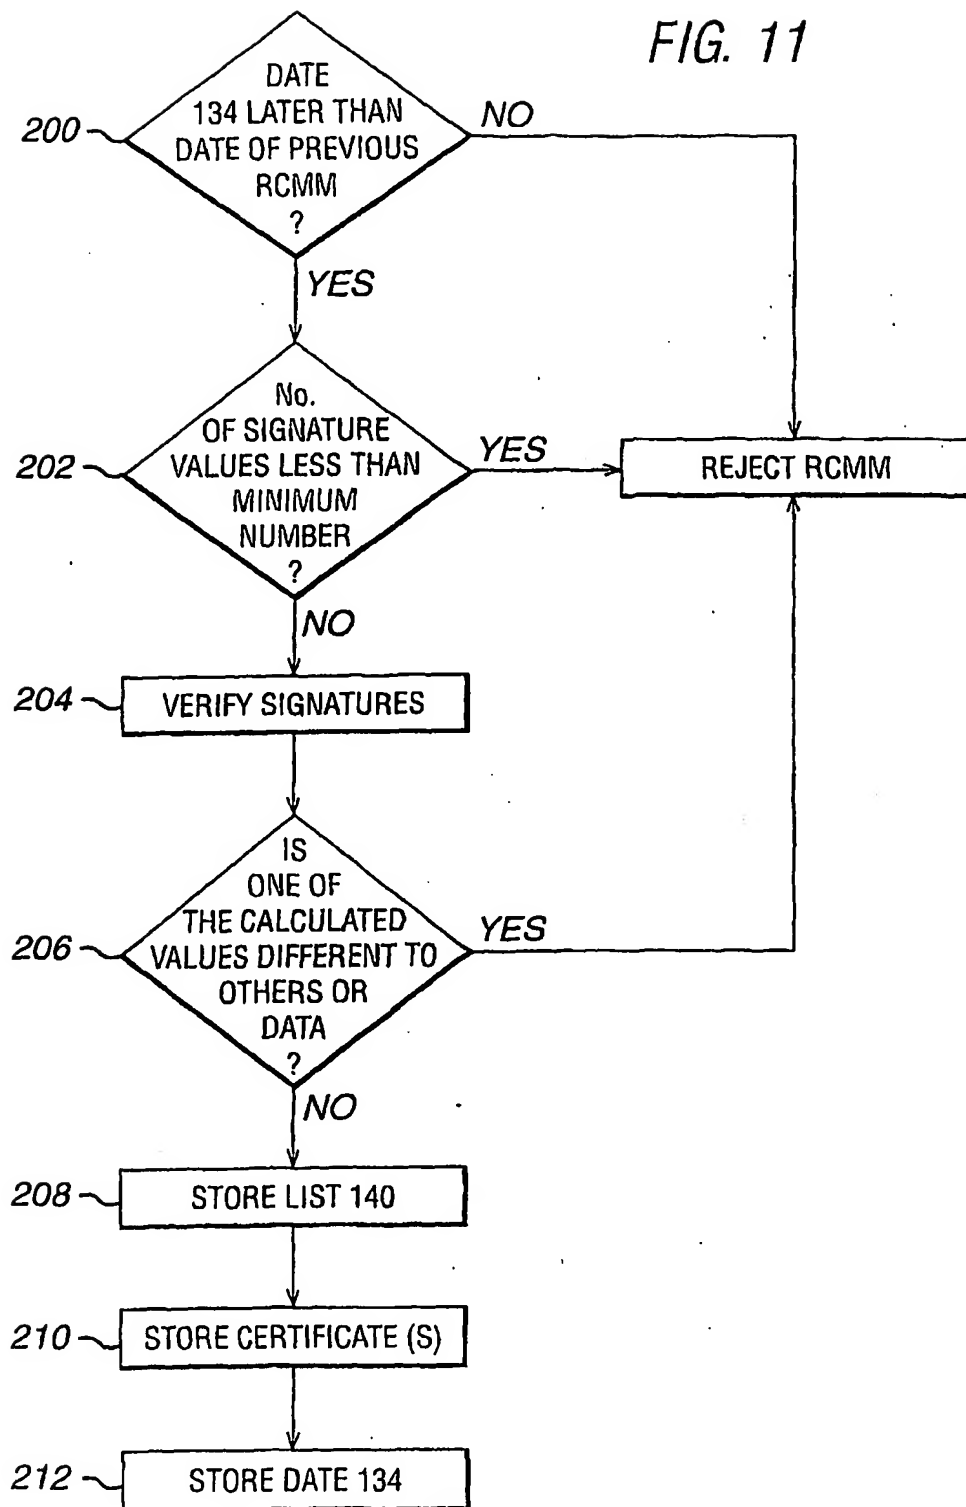 FIG. 11
DATE
134 LATER THAN
DATE OF PREVIOUS
RCMM
?
200
NO
YES
No.
OF SIGNATURE
VALUES LESS THAN
MINIMUM
NUMBER
?
202
YES
REJECT RCMM
NO
204
VERIFY SIGNATURES
IS
ONE OF
THE CALCULATED
VALUES DIFFERENT TO
OTHERS OR
DATA
?
206
YES
NO
208
STORE LIST 140
210
STORE CERTIFICATE (S)
212
STORE DATE 134